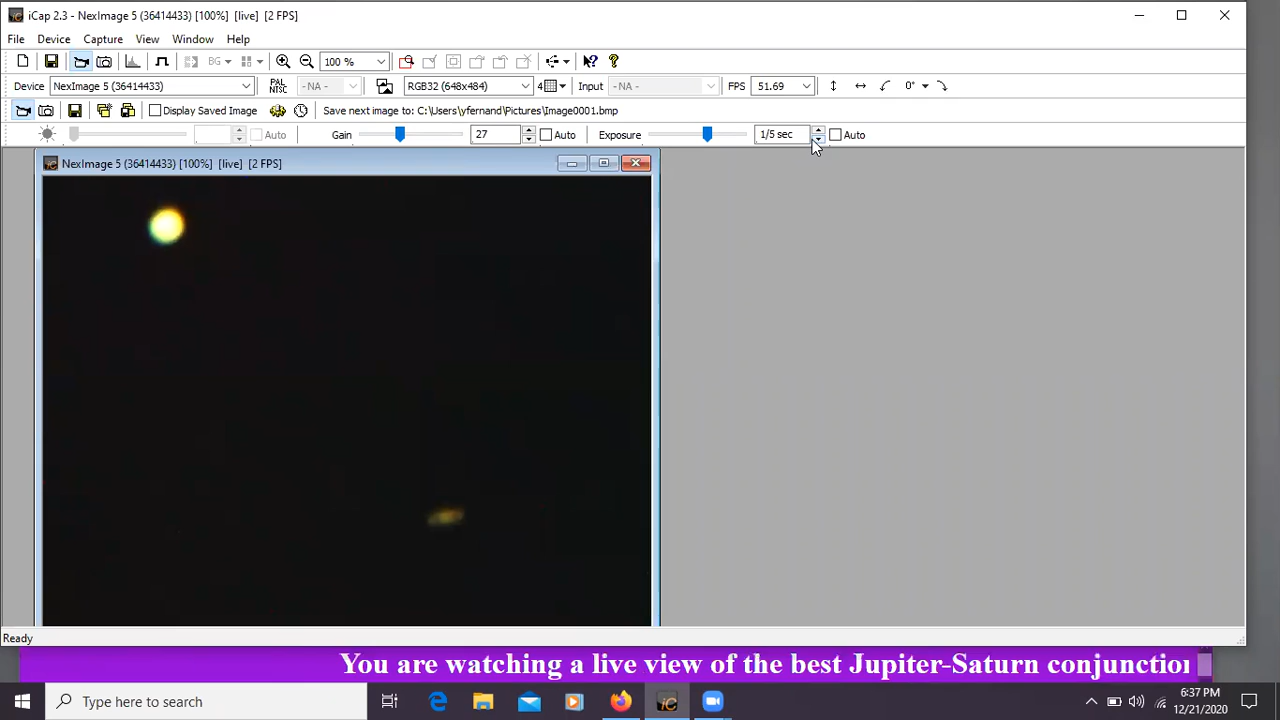 iCap 2.3 - NexImage 5 (36414433) [100%] [live] [2 FPS]
File Device Capture View Window Help
BG 100 %
Device NexImage 5 (36414433) PAL NTSC - NA - RGB32 (648x484) 4 Input - NA - FPS 51.69 0°
Display Saved Image Save next image to: C:\Users\yfernand\Pictures\Image0001.bmp
Auto Gain 27 Auto Exposure 1/5 sec Auto
NexImage 5 (36414433) [100%] [live] [2 FPS]
Ready
You are watching a live view of the best Jupiter-Saturn conjunction
Type here to search
6:37 PM
12/21/2020